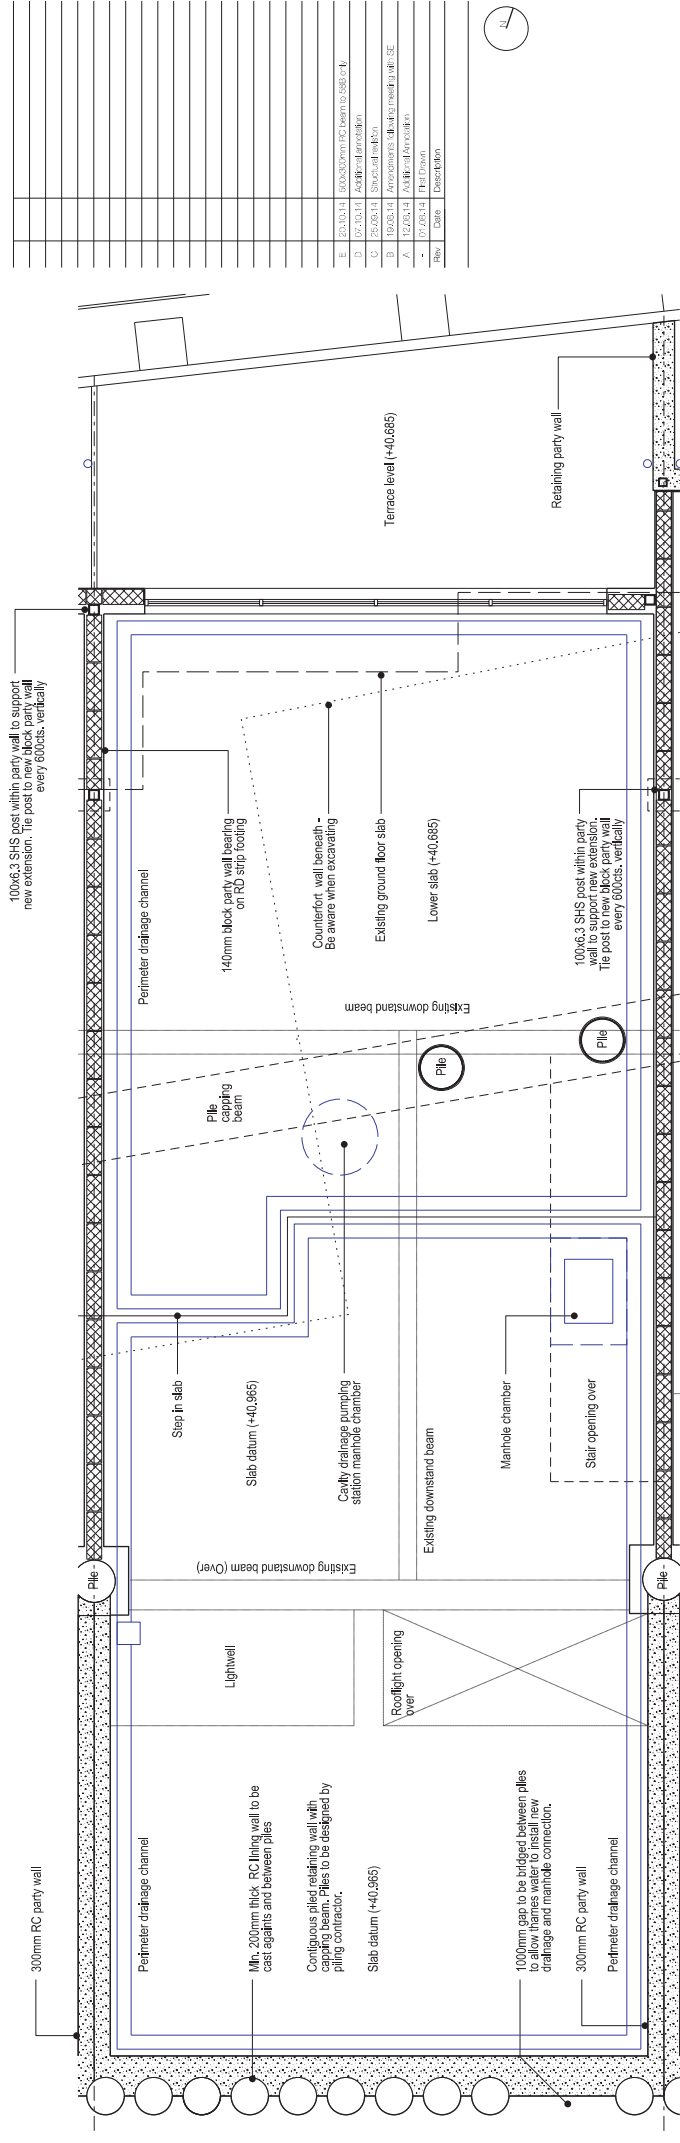 N
E 20.10.14 600x300mm RC beam to 58B only
D 07.10.14 Additional annotation
C 25.09.14 Structural revision
B 19.08.14 Amendments following meeting with SE
A 12.08.14 Additional Annotation
- 01.08.14 First Drawn
Rev Date Description
100x6.3 SHS post within party wall to support
new extension. Tie post to new block party wall
every 600cts. vertically
Terrace level (+40.685)
Retaining party wall
Perimeter drainage channel
140mm block party wall bearing
on RD strip footing
Counterfort wall beneath -
Be aware when excavating
Existing ground floor slab
Lower slab (+40.685)
100x6.3 SHS post within party
wall to support new extension.
Tie post to new block party wall
every 600cts. vertically
Existing downstand beam
Pile
capping
beam
Pile
Pile
Step in slab
Slab datum (+40.965)
Cavity drainage pumping
station manhole chamber
Existing downstand beam
Manhole chamber
Stair opening over
Existing downstand beam (Over)
Pile
Pile
Lightwell
Rooflight opening
over
300mm RC party wall
Perimeter drainage channel
Min. 200mm thick RC lining wall to be
cast againts and between piles
Contiguous piled retaining wall with
capping beam. Piles to be designed by
piling contractor.
Slab datum (+40.965)
1000mm gap to be bridged between piles
to allow thames water to install new
drainage and manhole connection.
300mm RC party wall
Perimeter drainage channel